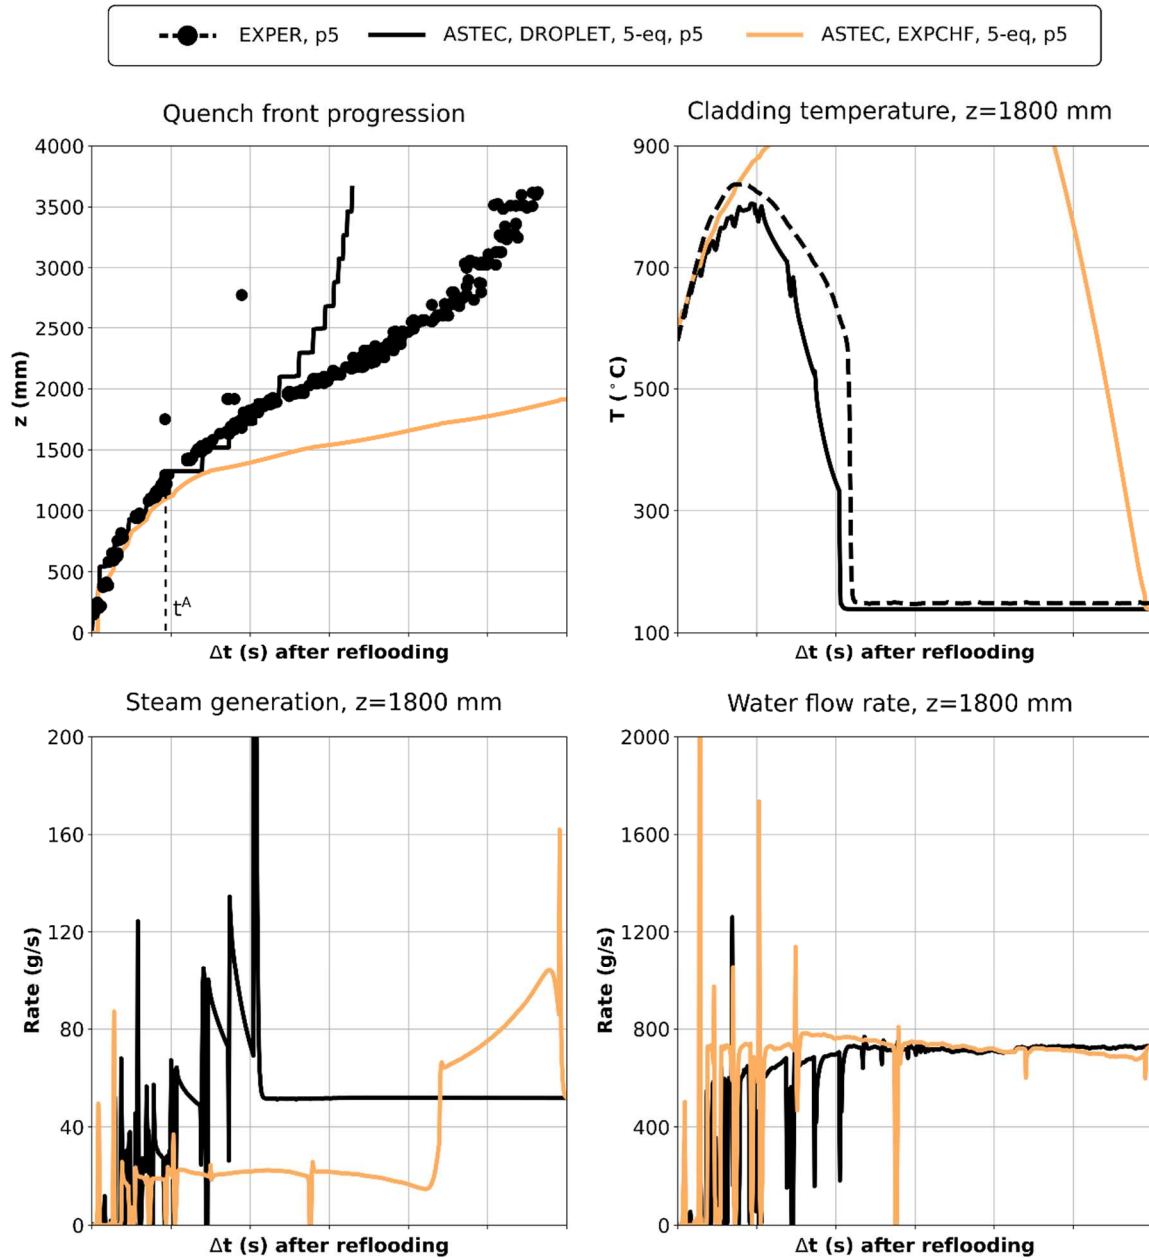 EXPER, p5 ASTEC, DROPLET, 5-eq, p5 ASTEC, EXPCHF, 5-eq, p5
Quench front progression
4000
3500
3000
2500
2000
1500
1000
500
0
z (mm)
t^A
Δt (s) after reflooding
Cladding temperature, z=1800 mm
900
700
500
300
100
T (°C)
Δt (s) after reflooding
Steam generation, z=1800 mm
200
160
120
80
40
0
Rate (g/s)
Δt (s) after reflooding
Water flow rate, z=1800 mm
2000
1600
1200
800
400
0
Rate (g/s)
Δt (s) after reflooding